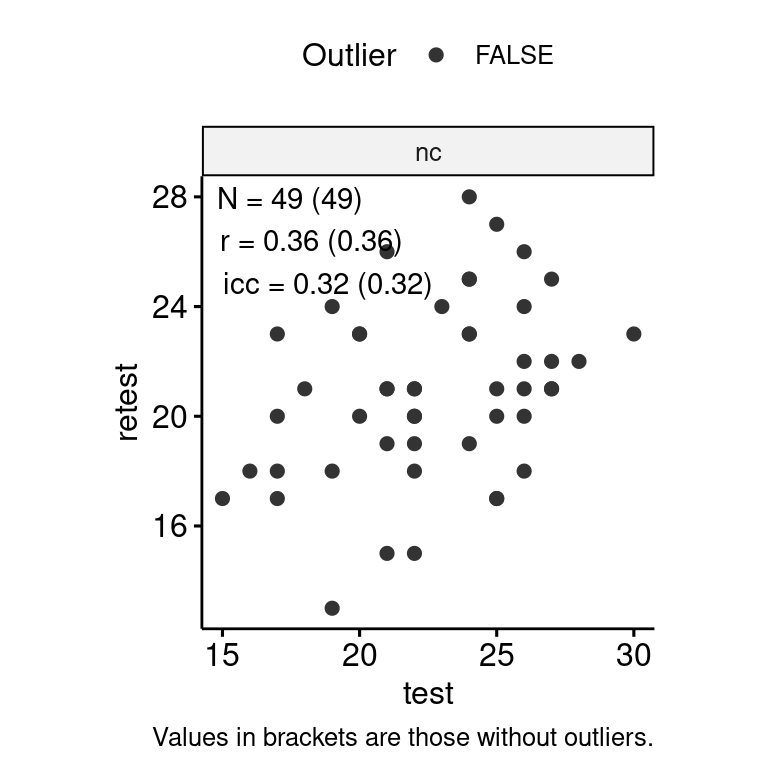 Outlier FALSE
nc
N = 49 (49)
r = 0.36 (0.36)
icc = 0.32 (0.32)
28
24
20
16
retest
15 20 25 30
test
Values in brackets are those without outliers.